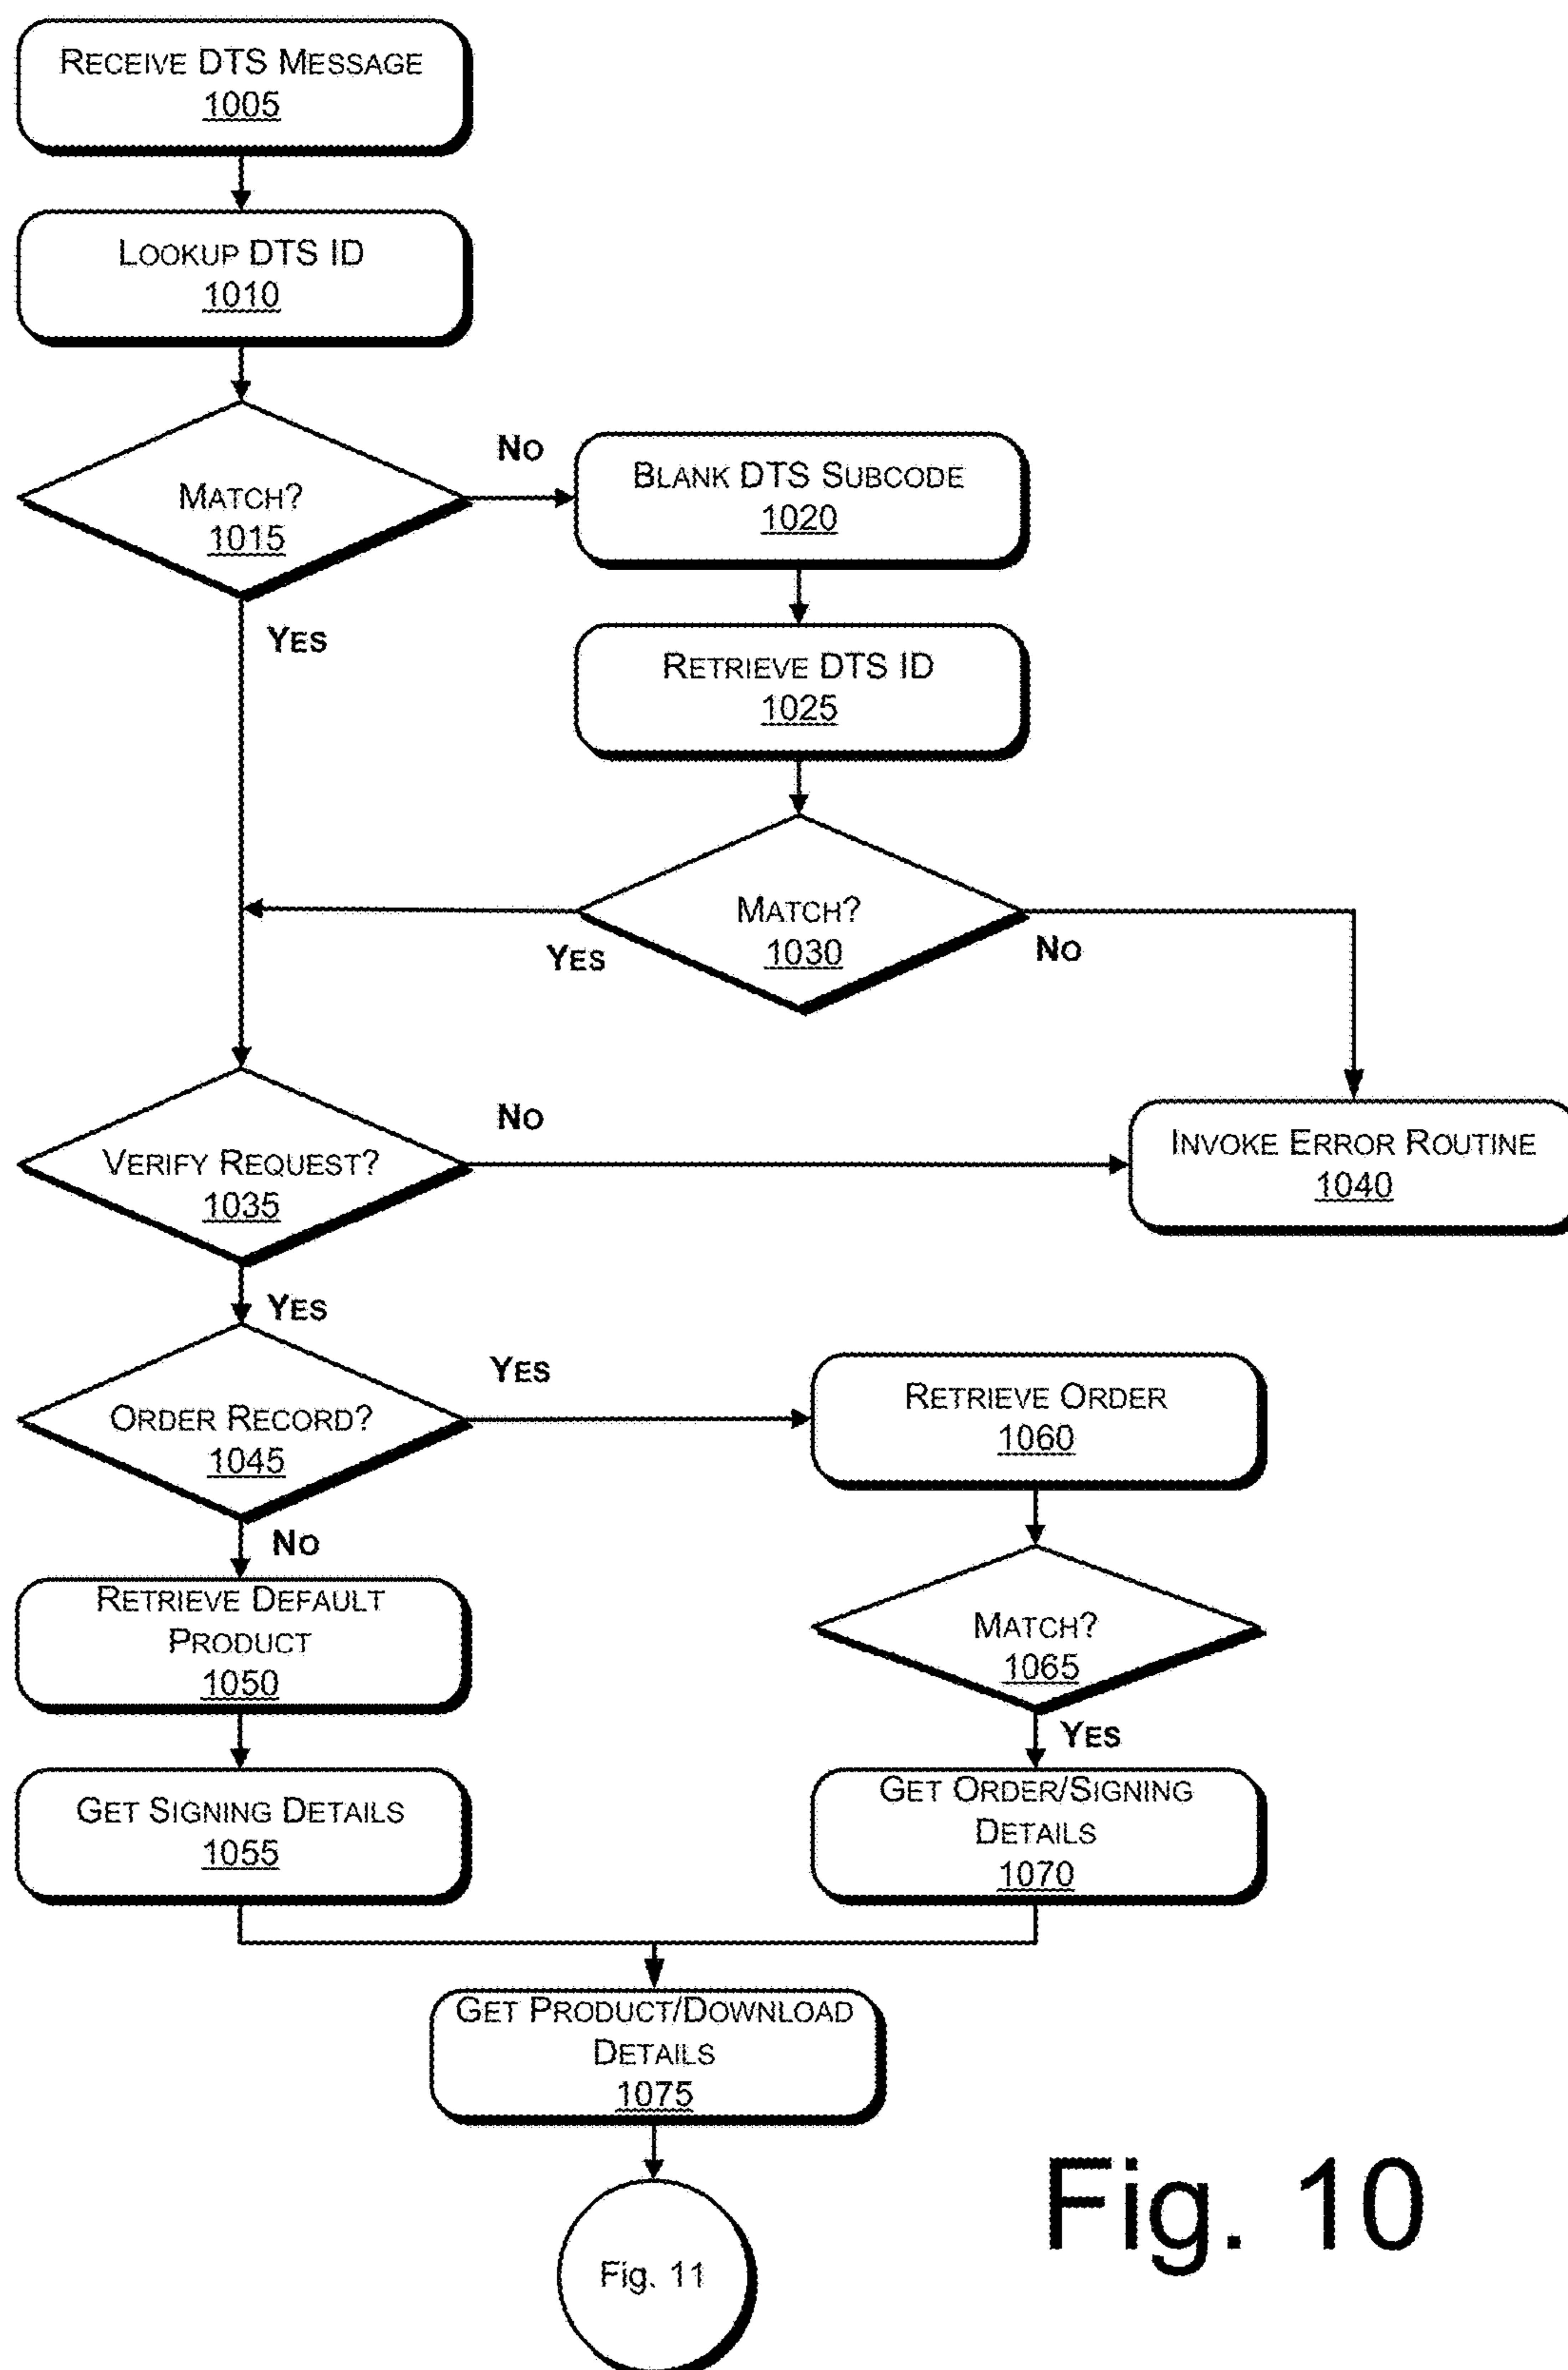 RECEIVE DTS MESSAGE
1005
LOOKUP DTS ID
1010
MATCH?
1015
NO
YES
BLANK DTS SUBCODE
1020
RETRIEVE DTS ID
1025
MATCH?
1030
YES
NO
VERIFY REQUEST?
1035
NO
YES
INVOKE ERROR ROUTINE
1040
ORDER RECORD?
1045
YES
NO
RETRIEVE ORDER
1060
RETRIEVE DEFAULT
PRODUCT
1050
MATCH?
1065
YES
GET SIGNING DETAILS
1055
GET ORDER/SIGNING
DETAILS
1070
GET PRODUCT/DOWNLOAD
DETAILS
1075
Fig. 11
Fig. 10